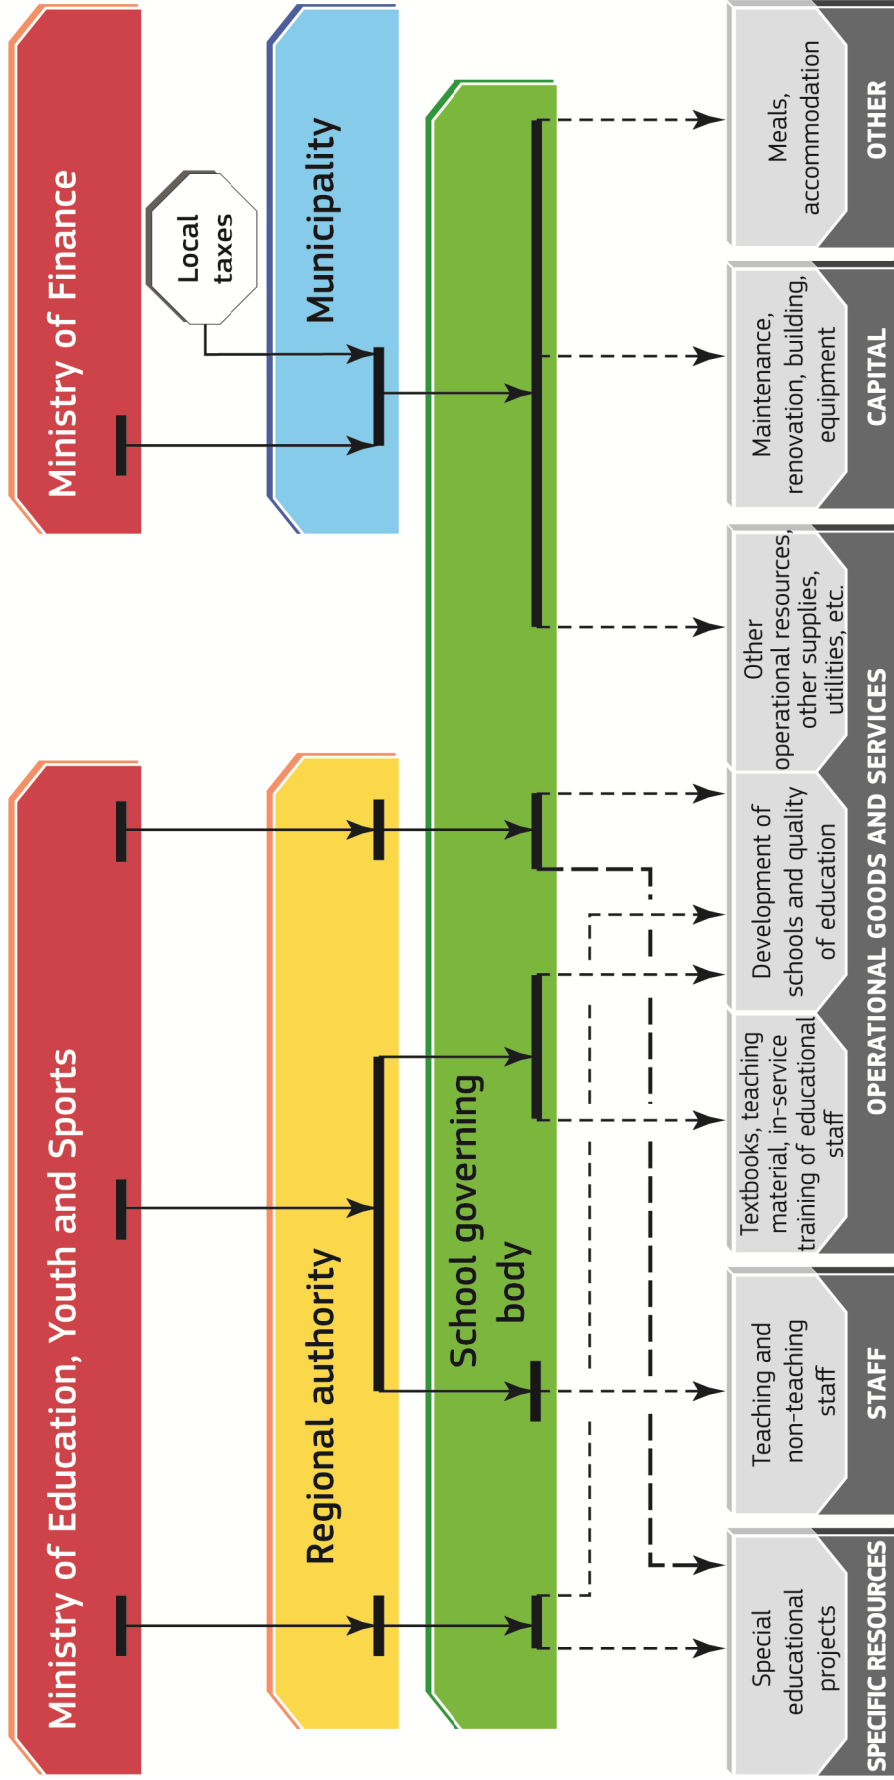 Ministry of Education, Youth and Sports
Ministry of Finance
Local
taxes
Regional authority
Municipality
School governing
body
Special
educational
projects
Teaching and
non-teaching
staff
Textbooks, teaching
material, in-service
training of educational
staff
Development of
schools and quality
of education
Other
operational resources,
other supplies,
utilities, etc.
Maintenance,
renovation, building,
equipment
Meals,
accommodation
SPECIFIC RESOURCES
STAFF
OPERATIONAL GOODS AND SERVICES
CAPITAL
OTHER